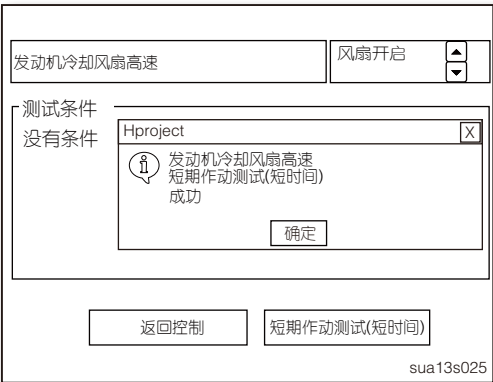 发动机冷却风扇高速
风扇开启
测试条件
没有条件
Hproject
X
发动机冷却风扇高速
短期作动测试(短时间)
成功
确定
返回控制
短期作动测试(短时间)
sua13s025